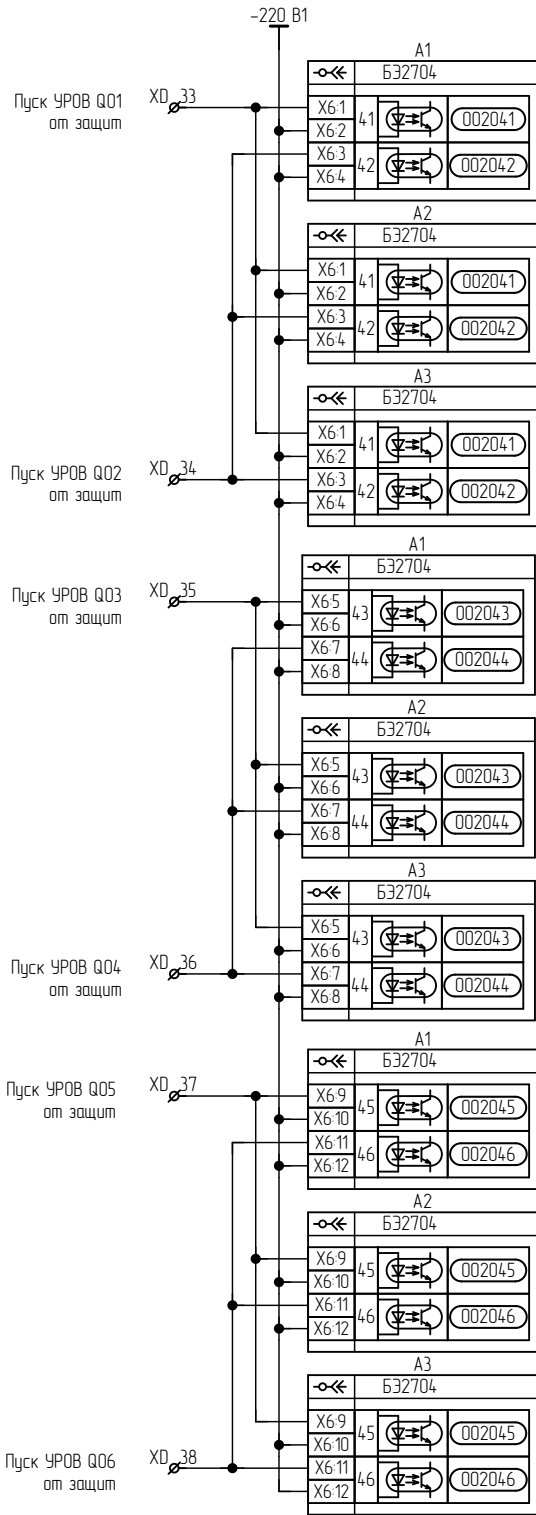 -220 В1
А1
Пуск УРОВ Q01
от защит
XD 33
БЭ2704
X6:1
X6:2
41
002041
X6:3
X6:4
42
002042
А2
БЭ2704
X6:1
X6:2
41
002041
X6:3
X6:4
42
002042
А3
БЭ2704
X6:1
X6:2
41
002041
Пуск УРОВ Q02
от защит
XD 34
X6:3
X6:4
42
002042
А1
БЭ2704
Пуск УРОВ Q03
от защит
XD 35
X6:5
X6:6
43
002043
X6:7
X6:8
44
002044
А2
БЭ2704
X6:5
X6:6
43
002043
X6:7
X6:8
44
002044
А3
БЭ2704
X6:5
X6:6
43
002043
Пуск УРОВ Q04
от защит
XD 36
X6:7
X6:8
44
002044
А1
БЭ2704
Пуск УРОВ Q05
от защит
XD 37
X6:9
X6:10
45
002045
X6:11
X6:12
46
002046
А2
БЭ2704
X6:9
X6:10
45
002045
X6:11
X6:12
46
002046
А3
БЭ2704
X6:9
X6:10
45
002045
Пуск УРОВ Q06
от защит
XD 38
X6:11
X6:12
46
002046